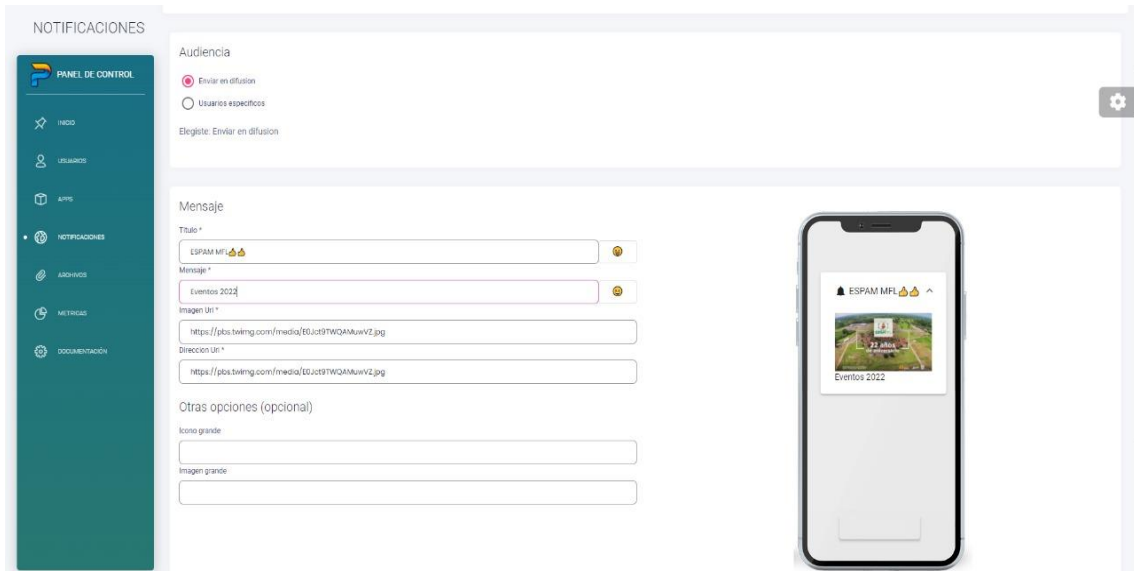 NOTIFICACIONES
PANEL DE CONTROL
INICIO
USUARIOS
APPS
NOTIFICACIONES
ARCHIVOS
METRICAS
DOCUMENTACIÓN
Audiencia
Enviar en difusion
Usuarios especificos
Elegiste: Enviar en difusion
Mensaje
Titulo *
ESPAM MFL👍👍
Mensaje *
Eventos 2022
Imagen Url *
https://pbs.twimg.com/media/E0Jot9TWQAMuwVZ.jpg
Direccion Url *
https://pbs.twimg.com/media/E0Jot9TWQAMuwVZ.jpg
Otras opciones (opcional)
Icono grande
Imagen grande
ESPAM MFL👍👍
22 años
Eventos 2022